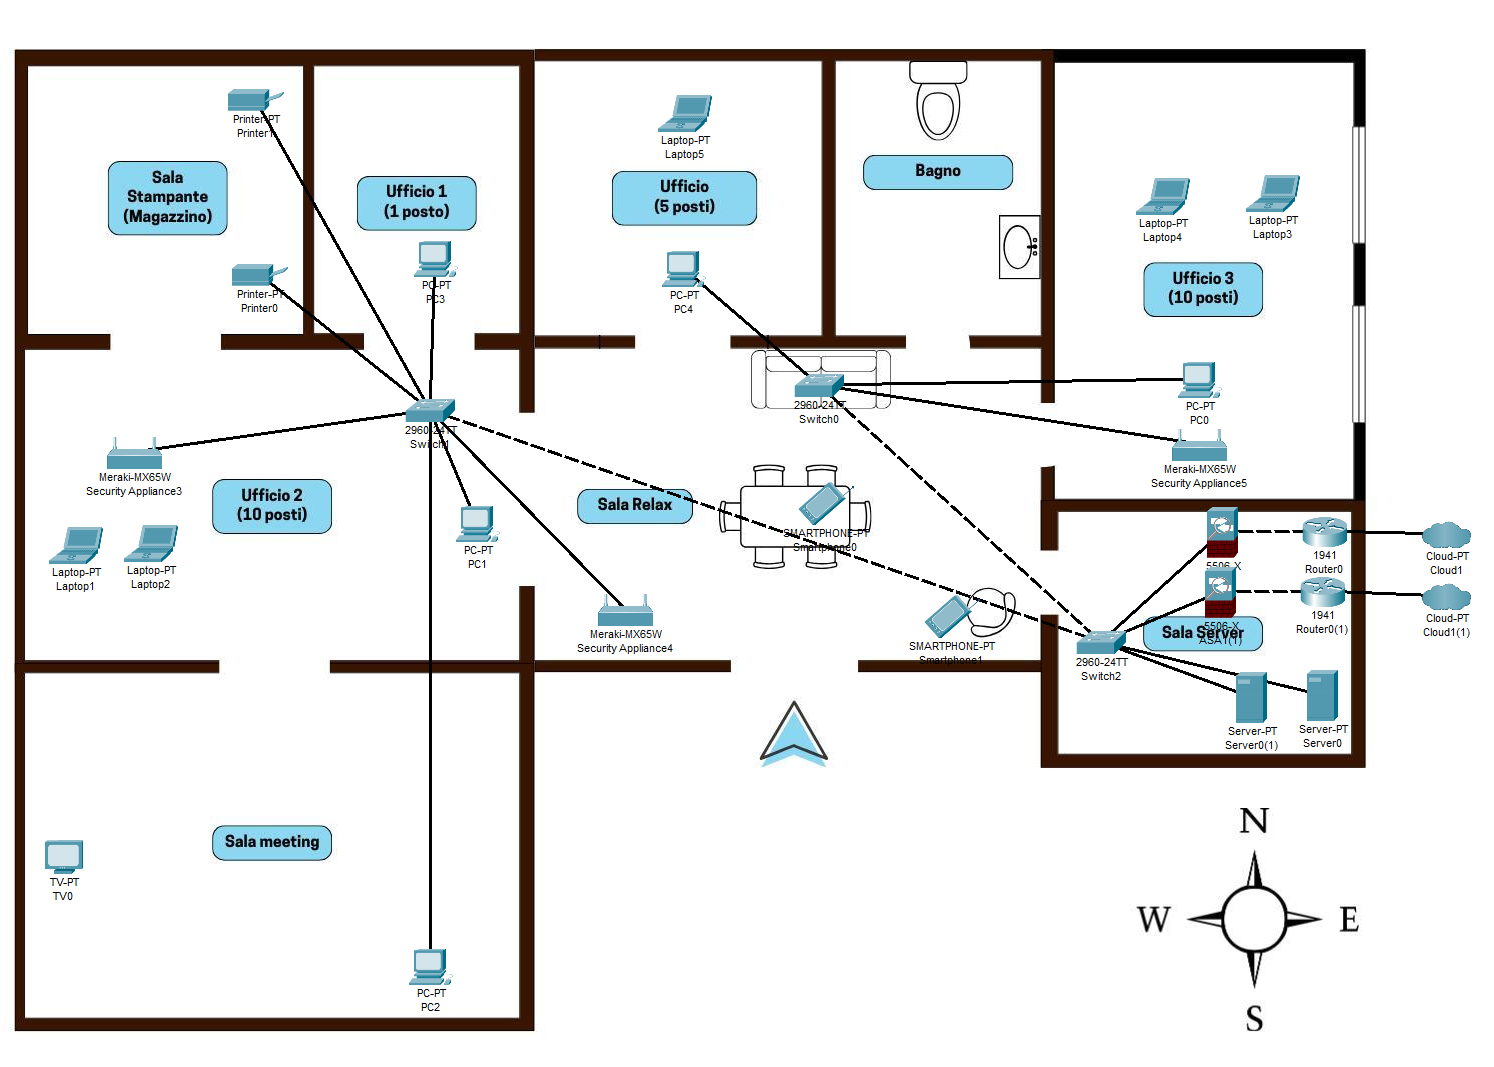 Printer-PT
Printer1
Sala
Stampante
(Magazzino)
Printer-PT
Printer0
Ufficio 1
(1 posto)
PC-PT
PC3
Laptop-PT
Laptop5
Ufficio
(5 posti)
PC-PT
PC4
Bagno
Laptop-PT
Laptop4
Laptop-PT
Laptop3
Ufficio 3
(10 posti)
PC-PT
PC0
Meraki-MX65W
Security Appliance5
2960-24TT
Switch0
2960-24TT
Switch1
Meraki-MX65W
Security Appliance3
Ufficio 2
(10 posti)
Laptop-PT
Laptop1
Laptop-PT
Laptop2
PC-PT
PC1
Sala Relax
SMARTPHONE-PT
Smartphone0
Meraki-MX65W
Security Appliance4
SMARTPHONE-PT
Smartphone1
5506-X
1941
Router0
Cloud-PT
Cloud1
5506-X
ASA1(1)
1941
Router0(1)
Cloud-PT
Cloud1(1)
Sala Server
2960-24TT
Switch2
Server-PT
Server0(1)
Server-PT
Server0
Sala meeting
TV-PT
TV0
PC-PT
PC2
N
W
E
S